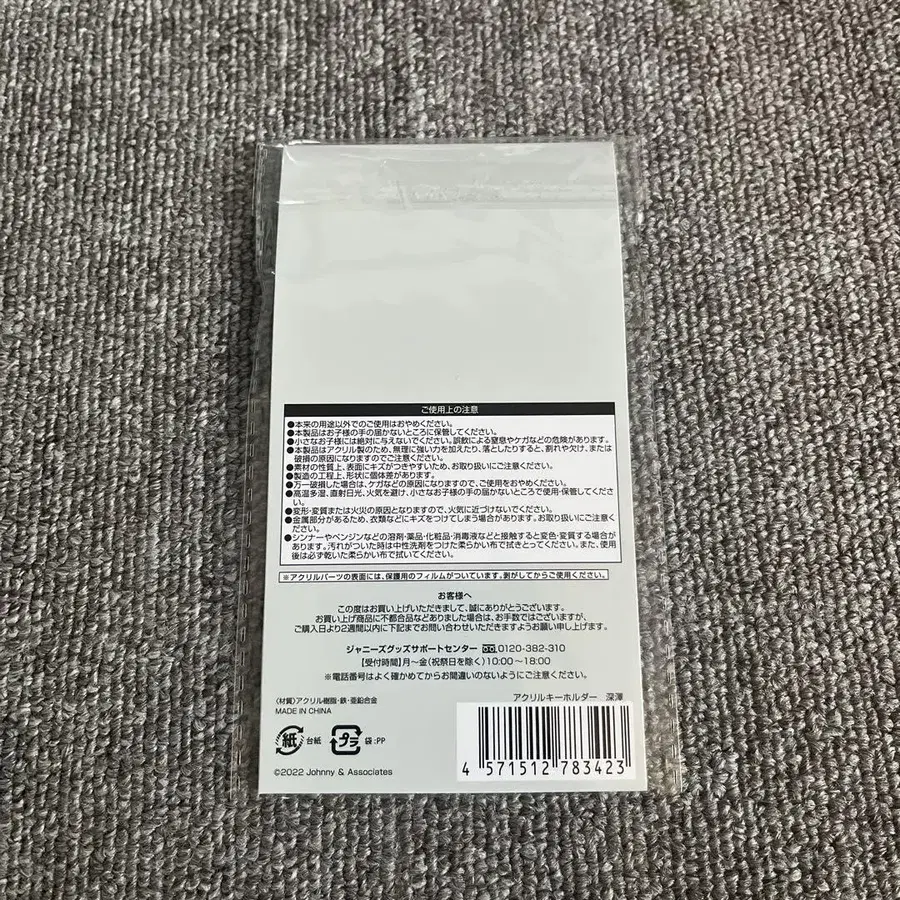 ご使用上の注意
●本来の用途以外でのご使用はおやめください。
●本製品はお子様の手の届かないところに保管してください。
●小さなお子様には絶対に与えないでください。誤飲による窒息やケガなどの危険があります。
●本製品はアクリル製のため、無理に強い力を加えたり、落としたりすると、割れや欠け、または
破損の原因になりますのでご注意ください。
●素材の性質上、表面にキズがつきやすいため、お取り扱いにご注意ください。
●製造の工程上、形状に個体差があります。
●万一破損した場合は、ケガなどの原因になりますので、ご使用をおやめください。
●高温多湿、直射日光、火気を避け、小さなお子様の手の届かないところで使用・保管してくださ
い。
●変形・変質または火災の原因となりますので、火気に近づけないでください。
●金属部分があるため、衣類などにキズをつけてしまう場合があります。お取り扱いにご注意く
ださい。
●シンナーやベンジンなどの溶剤・薬品・化粧品・消毒液などと接触すると変色・変質する場合が
あります。汚れがついた時は中性洗剤をつけた柔らかい布で拭きとってください。また、使用
後は必ず乾いた柔らかい布で拭いてください。
※アクリルパーツの表面には、保護用のフィルムがついています。剥がしてからご使用ください。
お客様へ
この度はお買い上げいただきまして、誠にありがとうございます。
お買い上げ商品に不都合品などありました場合は、お手数ではございますが、
ご購入日より2週間以内に下記までお問い合わせいただきますようお願い申し上げます。
ジャニーズグッズサポートセンター 0120-382-310
【受付時間】月〜金(祝祭日を除く)10:00〜18:00
※電話番号はよく確かめてからお間違いのないようにご注意ください。
〈材質〉アクリル樹脂・鉄・亜鉛合金
MADE IN CHINA
アクリルキーホルダー 深澤
紙 台紙 プラ 袋:PP
4 571512 783423
©2022 Johnny & Associates